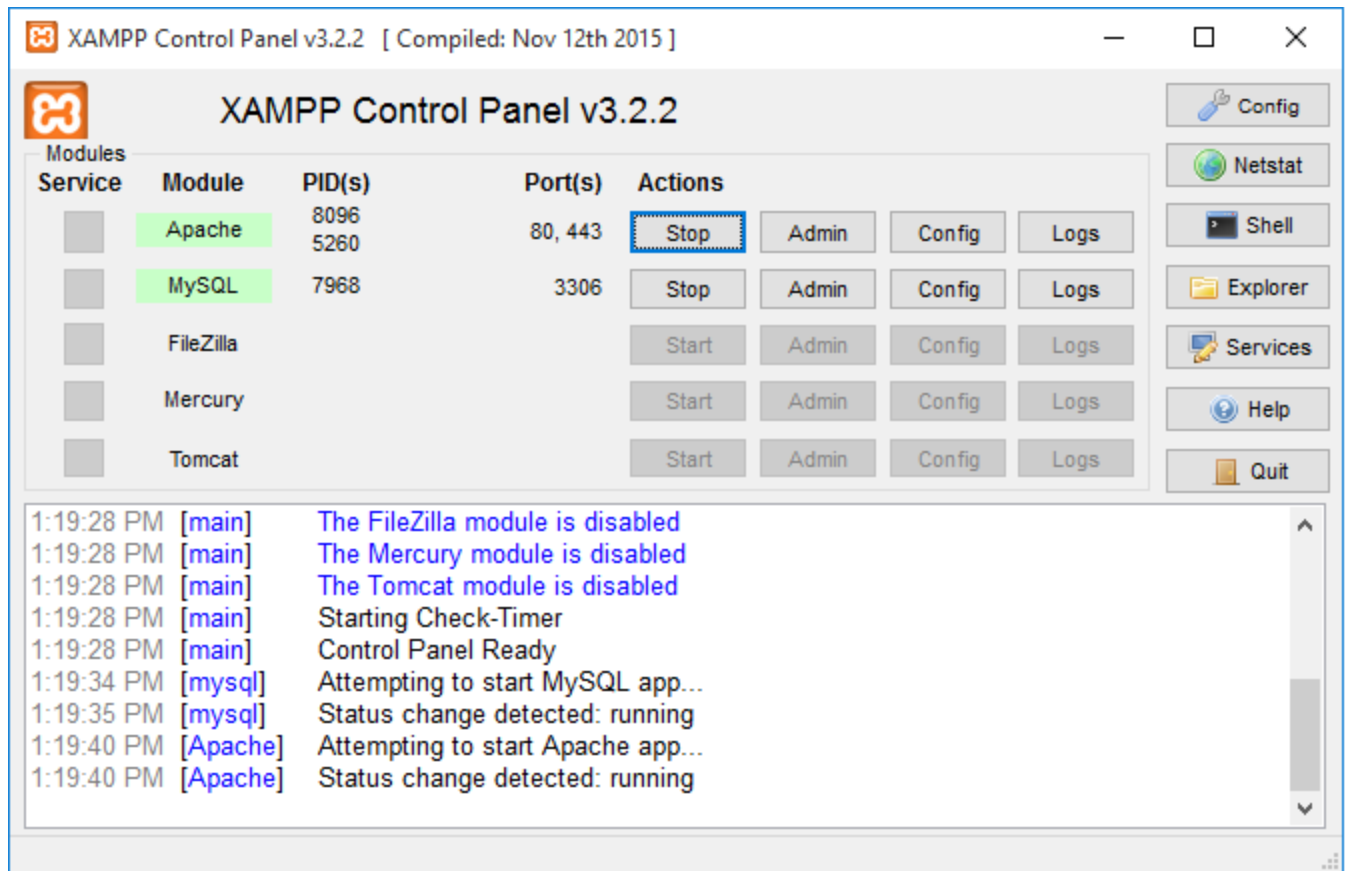 XAMPP Control Panel v3.2.2 [ Compiled: Nov 12th 2015 ]
XAMPP Control Panel v3.2.2
Config
Modules
Netstat
Service Module PID(s) Port(s) Actions
Apache 8096 5260 80, 443 Stop Admin Config Logs
Shell
MySQL 7968 3306 Stop Admin Config Logs
Explorer
FileZilla Start Admin Config Logs
Services
Mercury Start Admin Config Logs
Help
Tomcat Start Admin Config Logs
Quit
1:19:28 PM [main] The FileZilla module is disabled
1:19:28 PM [main] The Mercury module is disabled
1:19:28 PM [main] The Tomcat module is disabled
1:19:28 PM [main] Starting Check-Timer
1:19:28 PM [main] Control Panel Ready
1:19:34 PM [mysql] Attempting to start MySQL app...
1:19:35 PM [mysql] Status change detected: running
1:19:40 PM [Apache] Attempting to start Apache app...
1:19:40 PM [Apache] Status change detected: running